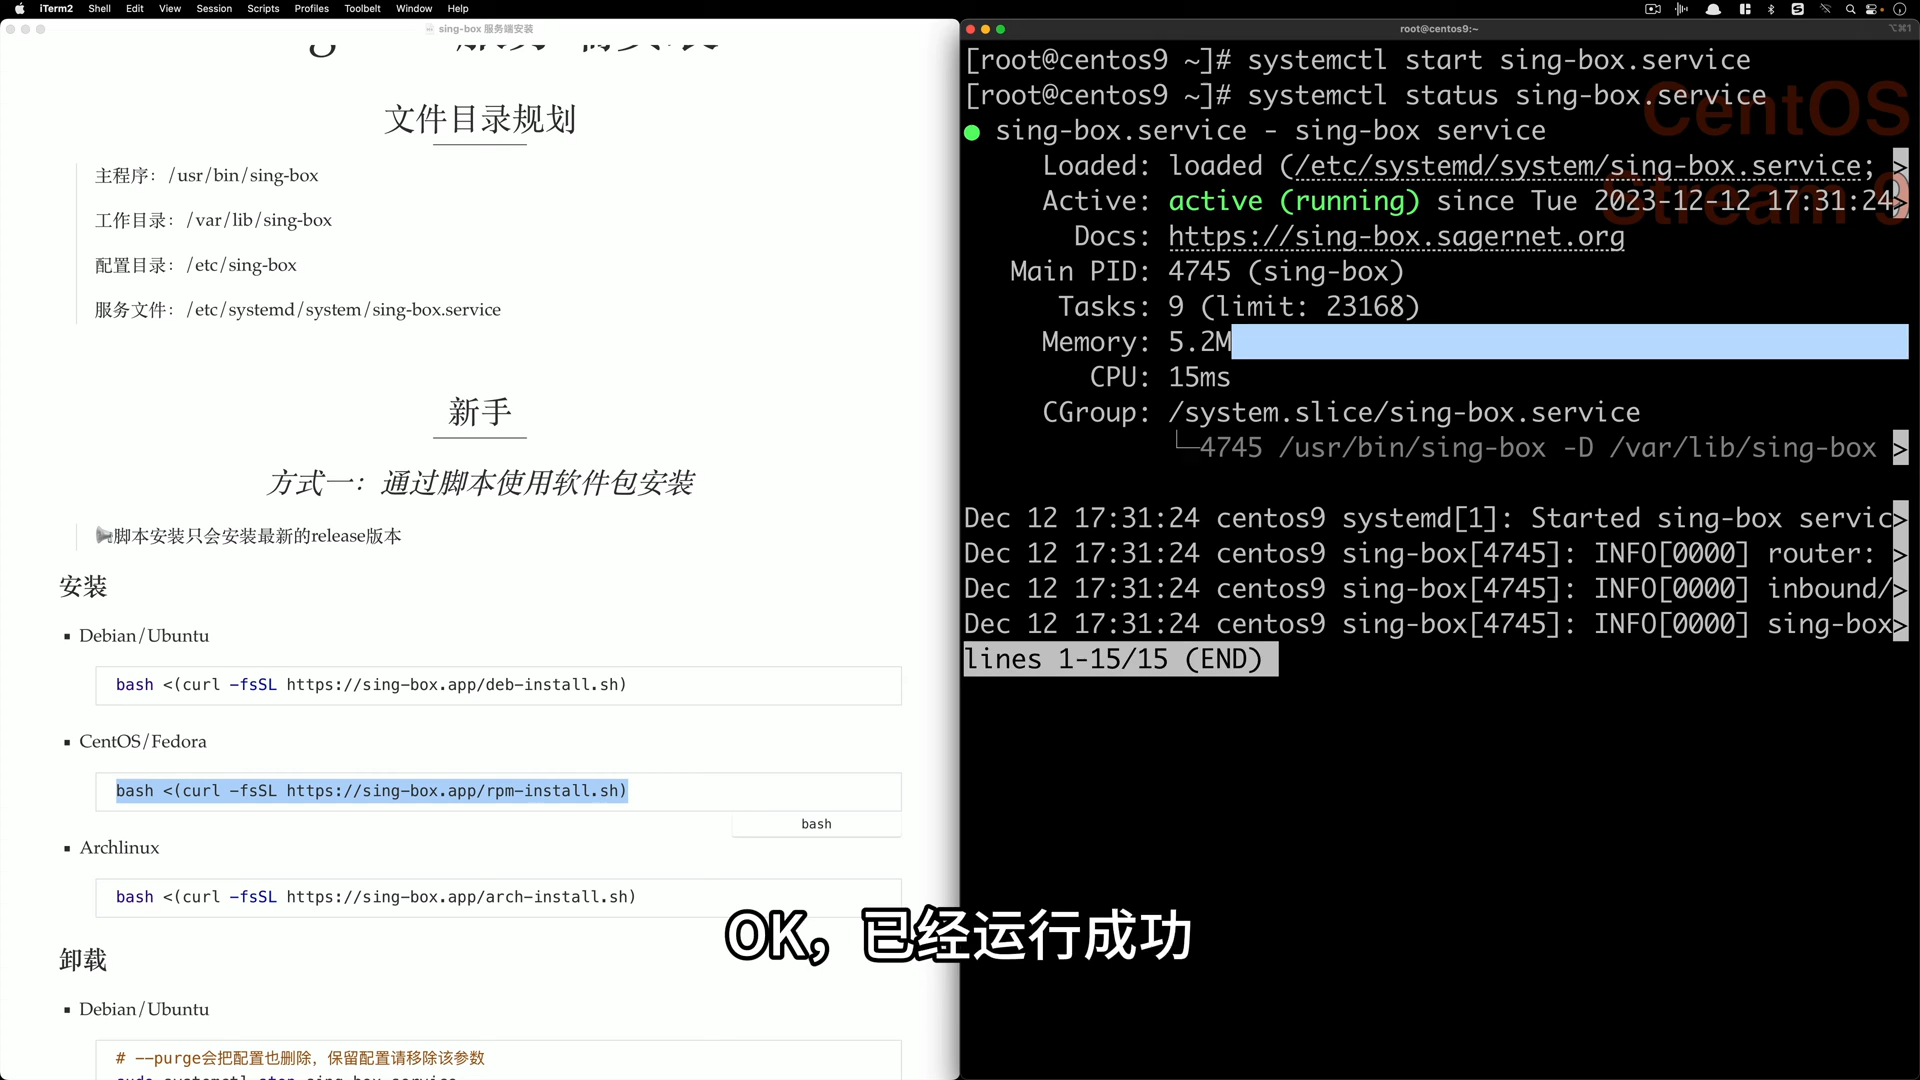 iTerm2 Shell Edit View Session Scripts Profiles Toolbelt Window Help
sing-box 服务端安装
文件目录规划
主程序：/usr/bin/sing-box
工作目录：/var/lib/sing-box
配置目录：/etc/sing-box
服务文件：/etc/systemd/system/sing-box.service
新手
方式一：通过脚本使用软件包安装
脚本安装只会安装最新的release版本
安装
Debian/Ubuntu
bash <(curl -fsSL https://sing-box.app/deb-install.sh)
CentOS/Fedora
bash <(curl -fsSL https://sing-box.app/rpm-install.sh)
bash
Archlinux
bash <(curl -fsSL https://sing-box.app/arch-install.sh)
卸载
Debian/Ubuntu
# --purge会把配置也删除，保留配置请移除该参数
root@centos9:~
⌥⌘1
[root@centos9 ~]# systemctl start sing-box.service
[root@centos9 ~]# systemctl status sing-box.service
● sing-box.service - sing-box service
Loaded: loaded (/etc/systemd/system/sing-box.service; >
Active: active (running) since Tue 2023-12-12 17:31:24>
Docs: https://sing-box.sagernet.org
Main PID: 4745 (sing-box)
Tasks: 9 (limit: 23168)
Memory: 5.2M
CPU: 15ms
CGroup: /system.slice/sing-box.service
└─4745 /usr/bin/sing-box -D /var/lib/sing-box >
Dec 12 17:31:24 centos9 systemd[1]: Started sing-box servic>
Dec 12 17:31:24 centos9 sing-box[4745]: INFO[0000] router: >
Dec 12 17:31:24 centos9 sing-box[4745]: INFO[0000] inbound/>
Dec 12 17:31:24 centos9 sing-box[4745]: INFO[0000] sing-box>
lines 1-15/15 (END)
CentOS
Stream 9
OK，已经运行成功